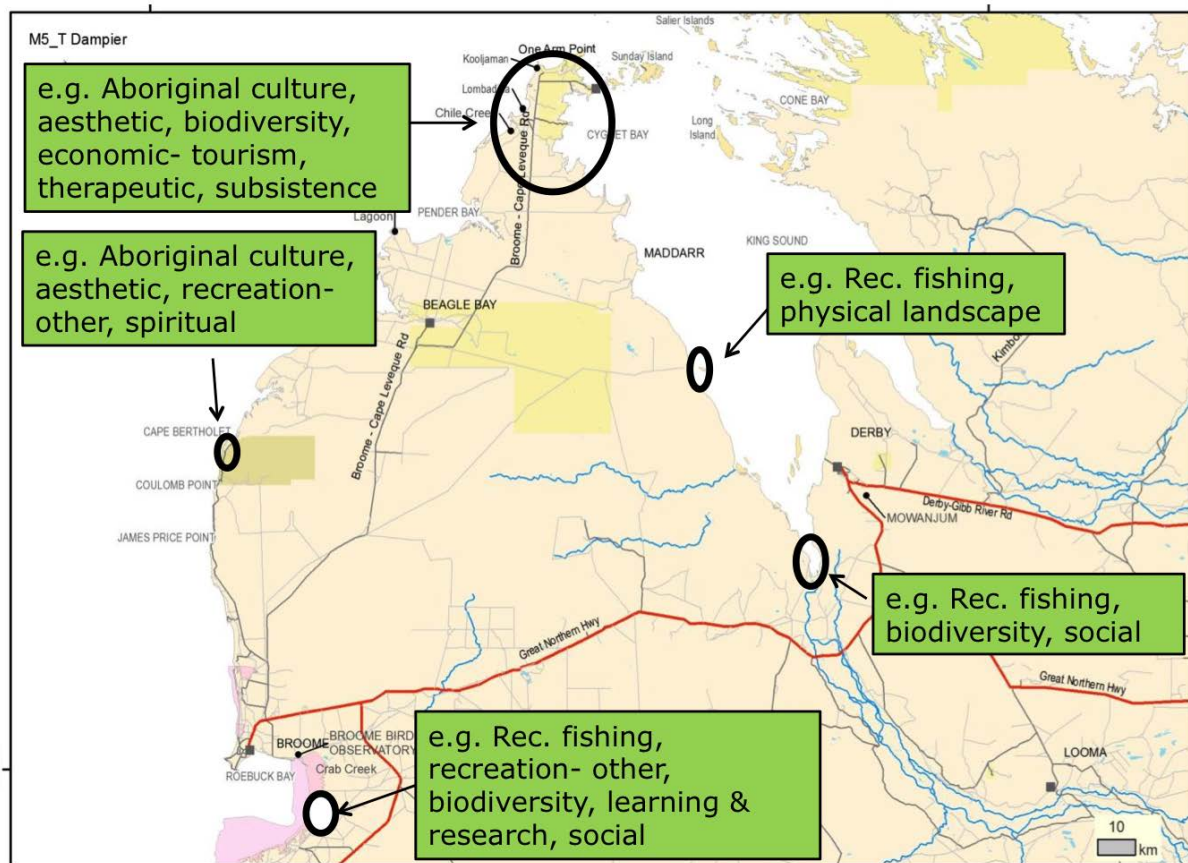 Salier Islands
M5_T Dampier
One Arm Point
Kooljaman
Sunday Island
e.g. Aboriginal culture,
aesthetic, biodiversity,
economic- tourism,
therapeutic, subsistence
Chile Creek
CONE BAY
Long
Island
CYGNET BAY
Broome - Cape Leveque Rd
PENDER BAY
Lagoon
KING SOUND
MADDARR
e.g. Aboriginal culture,
aesthetic, recreation-
other, spiritual
e.g. Rec. fishing,
physical landscape
BEAGLE BAY
Broome - Cape Leveque Rd
CAPE BERTHOLET
DERBY
COULOMB POINT
Derby-Gibb River Rd
MOWANJUM
JAMES PRICE POINT
e.g. Rec. fishing,
biodiversity, social
Great Northern Hwy
Great Northern Hwy
e.g. Rec. fishing,
recreation- other,
biodiversity, learning &
research, social
BROOME
BROOME BIRD
OBSERVATORY
LOOMA
ROEBUCK BAY
Crab Creek
10
km